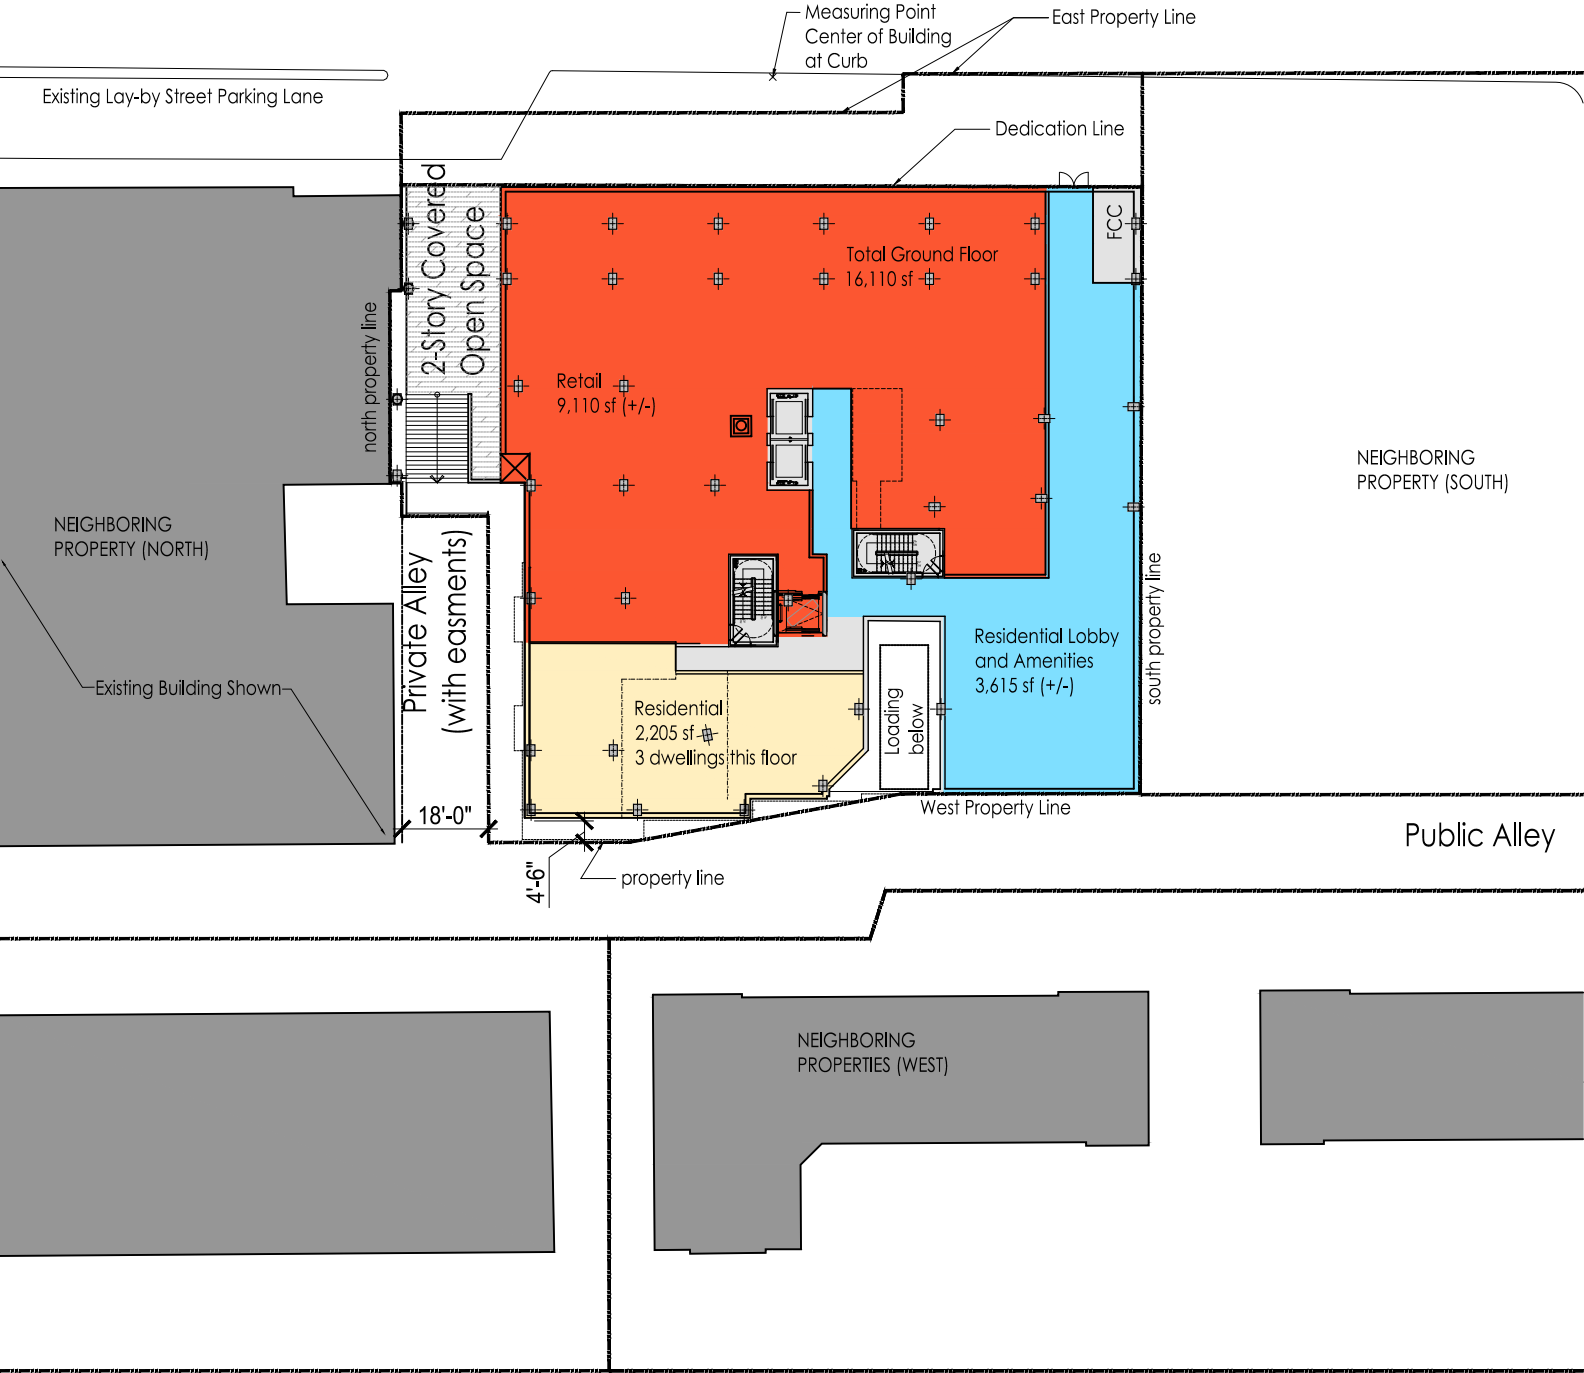 Measuring Point
Center of Building
at Curb
East Property Line
Existing Lay-by Street Parking Lane
Dedication Line
2-Story Covered
Open Space
FCC
Total Ground Floor
16,110 sf
north property line
Retail
9,110 sf (+/-)
NEIGHBORING
PROPERTY (SOUTH)
NEIGHBORING
PROPERTY (NORTH)
Private Alley
(with easments)
south property line
Residential Lobby
and Amenities
3,615 sf (+/-)
Existing Building Shown
Residential
2,205 sf
3 dwellings this floor
Loading
below
18'-0"
West Property Line
Public Alley
4'-6"
property line
NEIGHBORING
PROPERTIES (WEST)